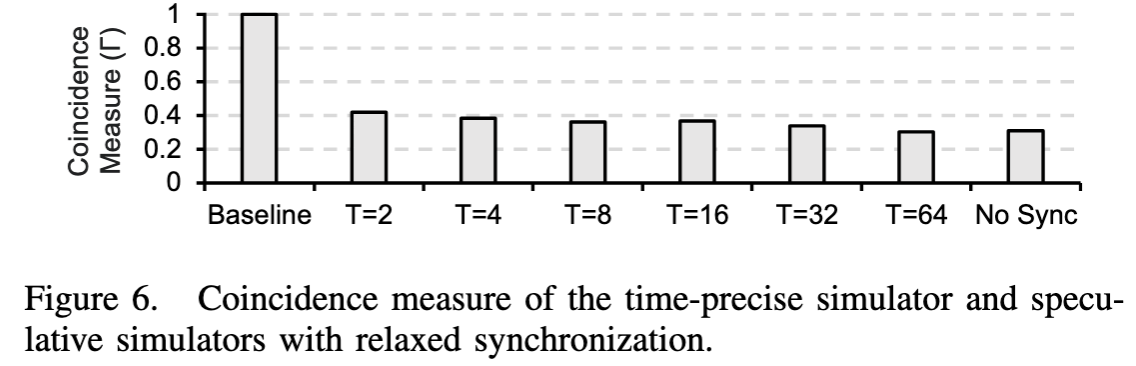 Coincidence
Measure (Γ)
1
0.8
0.6
0.4
0.2
0
Baseline T=2 T=4 T=8 T=16 T=32 T=64 No Sync
Figure 6. Coincidence measure of the time-precise simulator and specu-
lative simulators with relaxed synchronization.